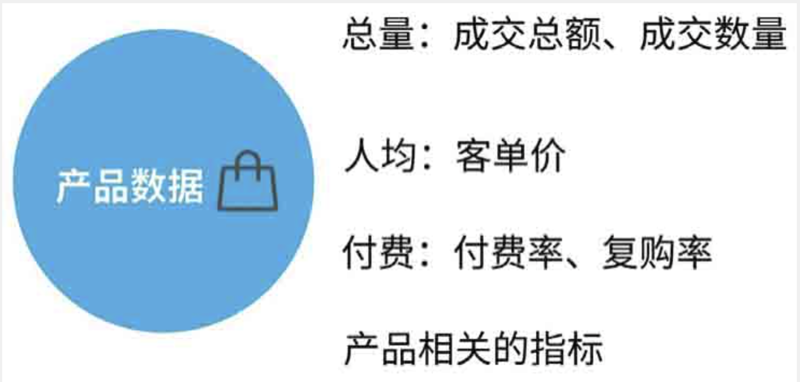 总量：成交总额、成交数量
人均：客单价
产品数据
付费：付费率、复购率
产品相关的指标